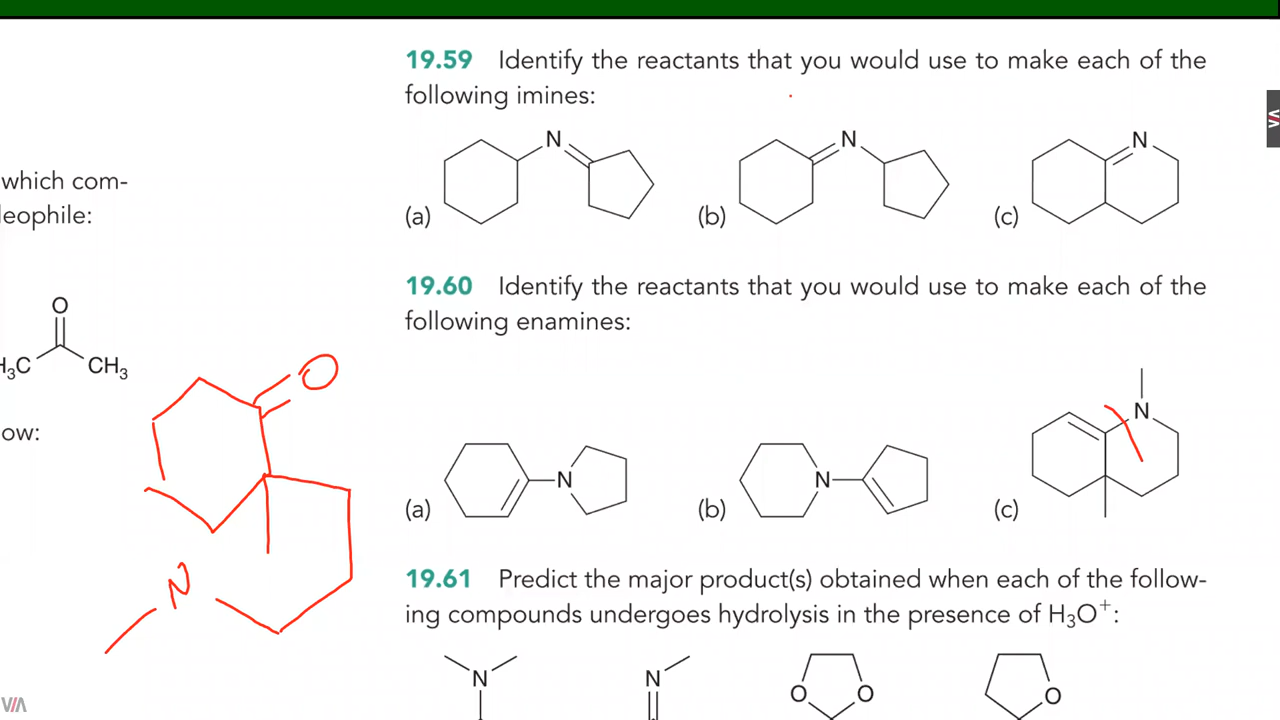 which com-
leophile:
O
H₃C CH₃
ow:
O
N
19.59 Identify the reactants that you would use to make each of the
following imines:
N
N
N
(a)
(b)
(c)
19.60 Identify the reactants that you would use to make each of the
following enamines:
N
N
N
(a)
(b)
(c)
19.61 Predict the major product(s) obtained when each of the follow-
ing compounds undergoes hydrolysis in the presence of H₃O⁺:
N
N
O O
O
VIA